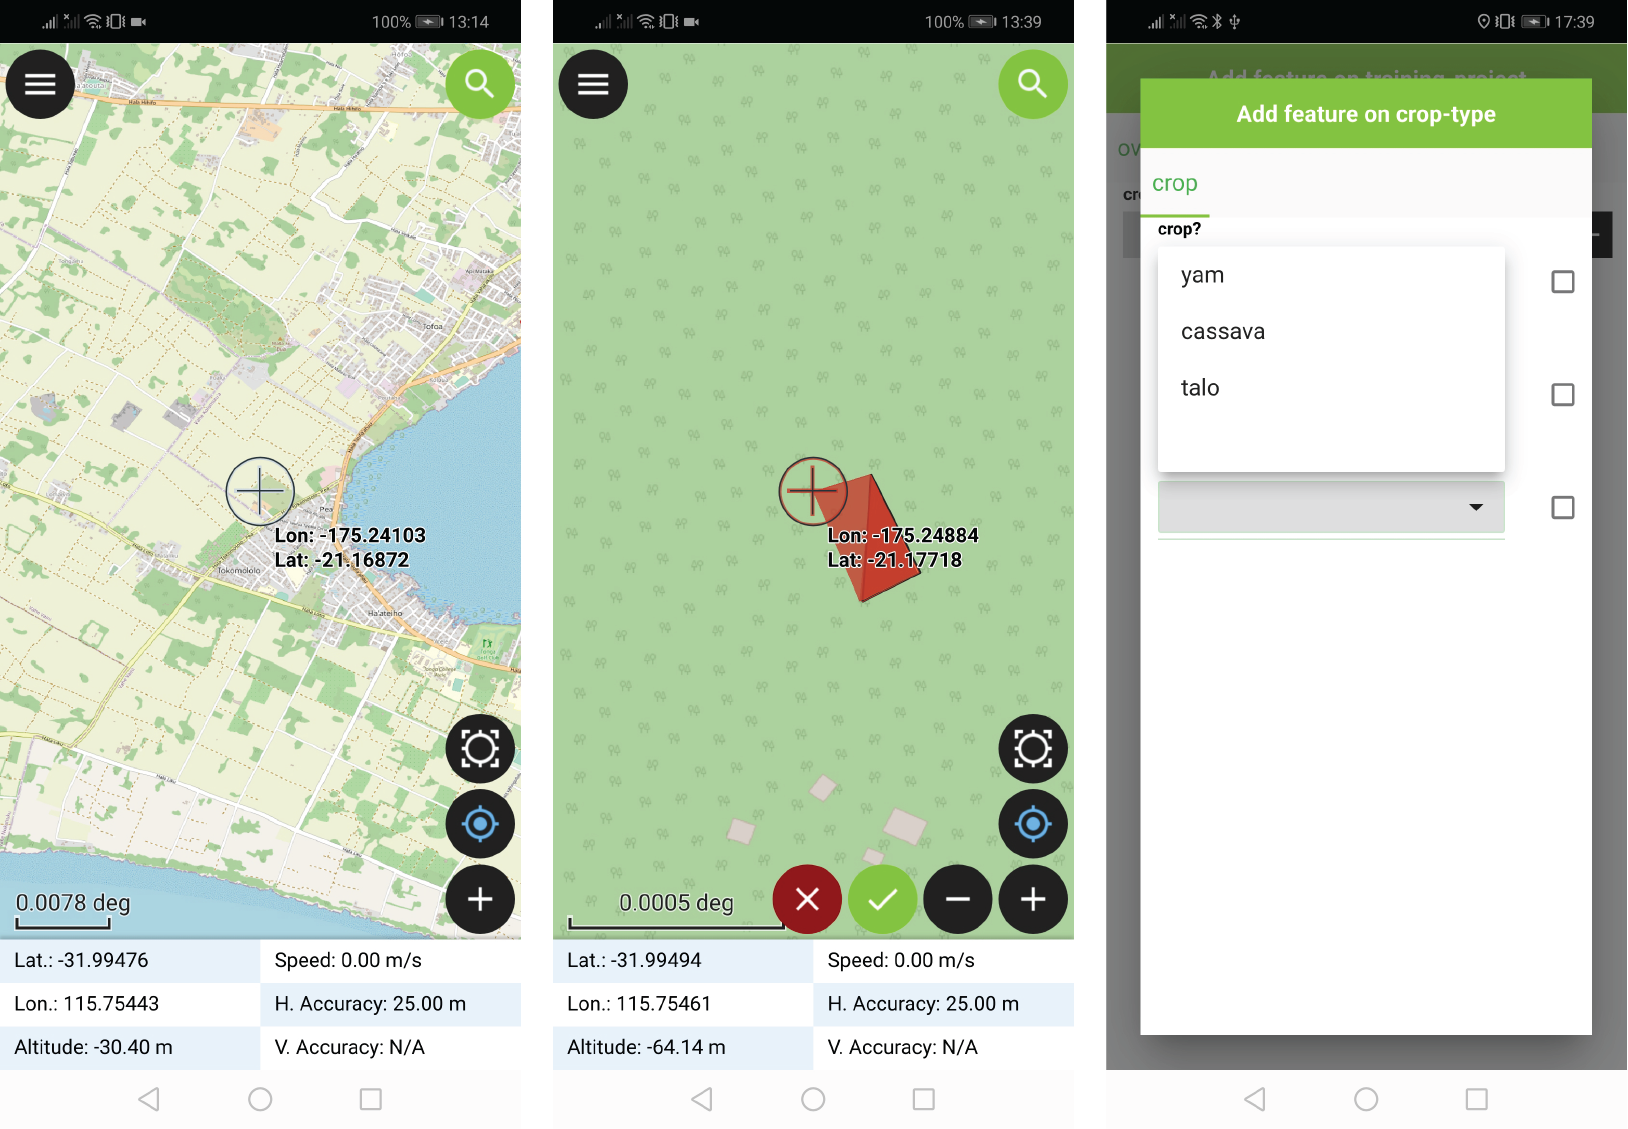 100% 13:14
Hala Hihifo
Hala Hihifo
Tofoa
Pea
Lon: -175.24103
Lat: -21.16872
Tokomololo
Ha'ateiho
0.0078 deg
Lat.: -31.99476
Speed: 0.00 m/s
Lon.: 115.75443
H. Accuracy: 25.00 m
Altitude: -30.40 m
V. Accuracy: N/A
100% 13:39
Lon: -175.24884
Lat: -21.17718
0.0005 deg
Lat.: -31.99494
Speed: 0.00 m/s
Lon.: 115.75461
H. Accuracy: 25.00 m
Altitude: -64.14 m
V. Accuracy: N/A
17:39
Add feature on training-project
Add feature on crop-type
crop
crop?
yam
cassava
talo